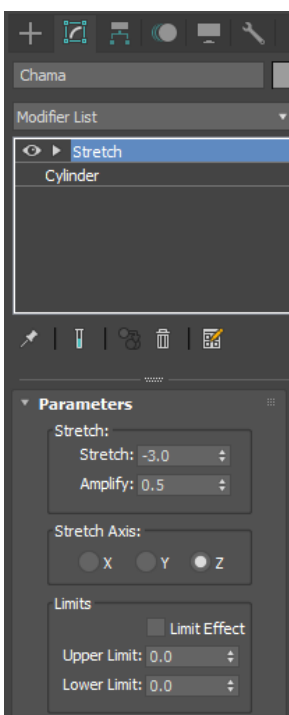 Chama
Modifier List
Stretch
Cylinder
Parameters
Stretch:
Stretch: -3.0
Amplify: 0.5
Stretch Axis:
X Y Z
Limits
Limit Effect
Upper Limit: 0.0
Lower Limit: 0.0